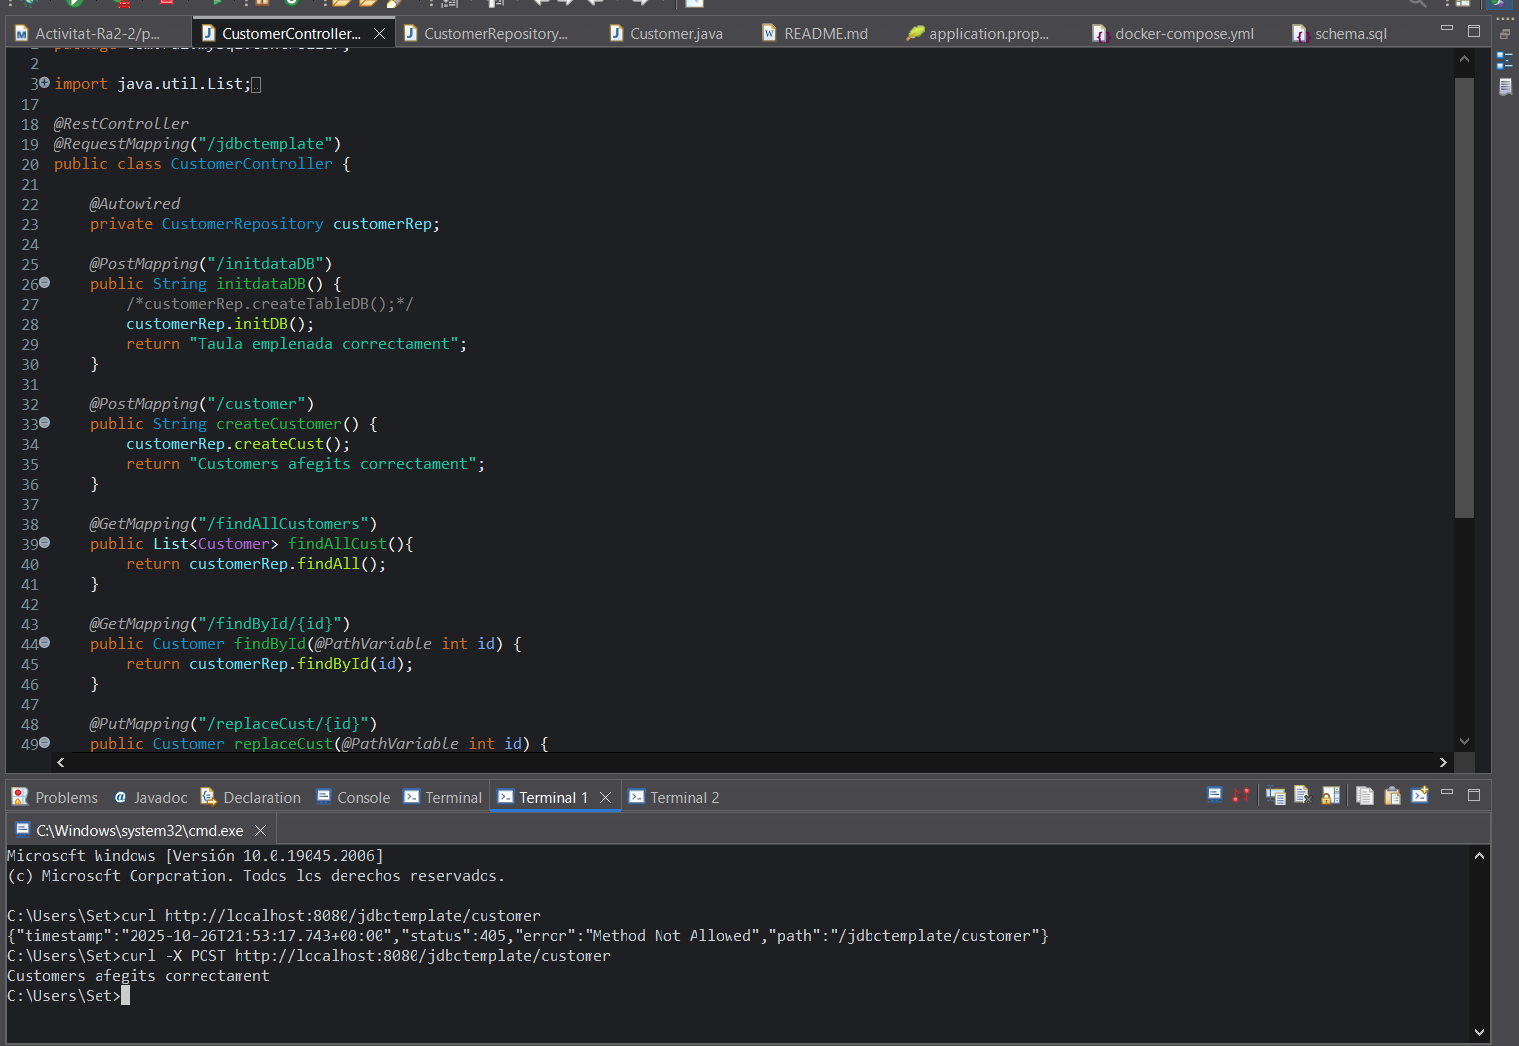 Activitat-Ra2-2/p... CustomerController... CustomerRepository... Customer.java README.md application.prop... docker-compose.yml schema.sql
2
3 import java.util.List;
17
18 @RestController
19 @RequestMapping("/jdbctemplate")
20 public class CustomerController {
21
22 @Autowired
23 private CustomerRepository customerRep;
24
25 @PostMapping("/initdataDB")
26 public String initdataDB() {
27 /*customerRep.createTableDB();*/
28 customerRep.initDB();
29 return "Taula emplenada correctament";
30 }
31
32 @PostMapping("/customer")
33 public String createCustomer() {
34 customerRep.createCust();
35 return "Customers afegits correctament";
36 }
37
38 @GetMapping("/findAllCustomers")
39 public List<Customer> findAllCust(){
40 return customerRep.findAll();
41 }
42
43 @GetMapping("/findById/{id}")
44 public Customer findById(@PathVariable int id) {
45 return customerRep.findById(id);
46 }
47
48 @PutMapping("/replaceCust/{id}")
49 public Customer replaceCust(@PathVariable int id) {
Problems Javadoc Declaration Console Terminal Terminal 1 Terminal 2
C:\Windows\system32\cmd.exe
Microsoft Windows [Versión 10.0.19045.2006]
(c) Microsoft Corporation. Todos los derechos reservados.
C:\Users\Set>curl http://localhost:8080/jdbctemplate/customer
{"timestamp":"2025-10-26T21:53:17.743+00:00","status":405,"error":"Method Not Allowed","path":"/jdbctemplate/customer"}
C:\Users\Set>curl -X POST http://localhost:8080/jdbctemplate/customer
Customers afegits correctament
C:\Users\Set>